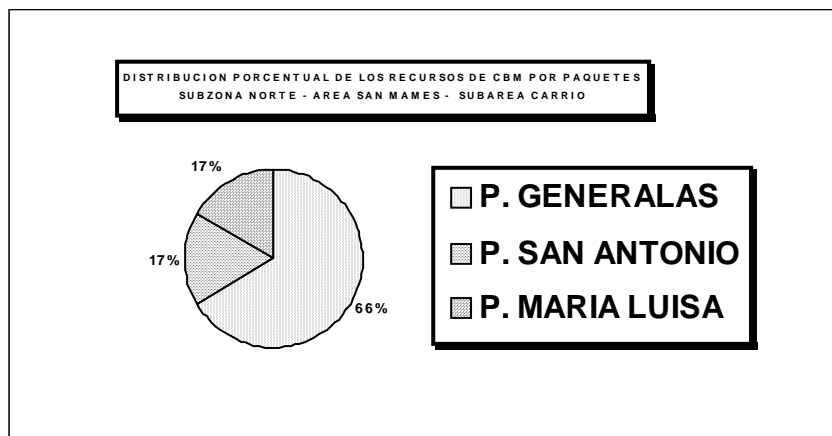 DISTRIBUCION PORCENTUAL DE LOS RECURSOS DE CBM POR PAQUETES
SUBZONA NORTE - AREA SAN MAMES - SUBAREA CARRIO
17%
17%
66%
P. GENERALAS
P. SAN ANTONIO
P. MARIA LUISA